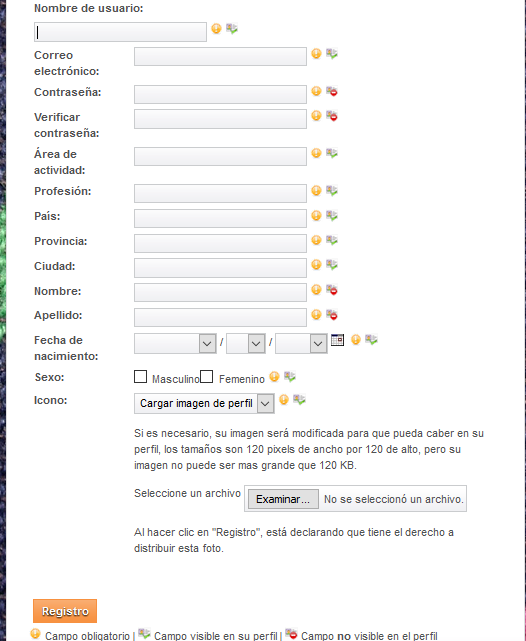 Nombre de usuario:
Correo
electrónico:
Contraseña:
Verificar
contraseña:
Área de
actividad:
Profesión:
País:
Provincia:
Ciudad:
Nombre:
Apellido:
Fecha de
nacimiento:
/ /
Sexo: Masculino Femenino
Icono: Cargar imagen de perfil
Si es necesario, su imagen será modificada para que pueda caber en su
perfil, los tamaños son 120 pixels de ancho por 120 de alto, pero su
imagen no puede ser mas grande que 120 KB.
Seleccione un archivo Examinar... No se seleccionó un archivo.
Al hacer clic en "Registro", está declarando que tiene el derecho a
distribuir esta foto.
Registro
Campo obligatorio | Campo visible en su perfil | Campo no visible en el perfil